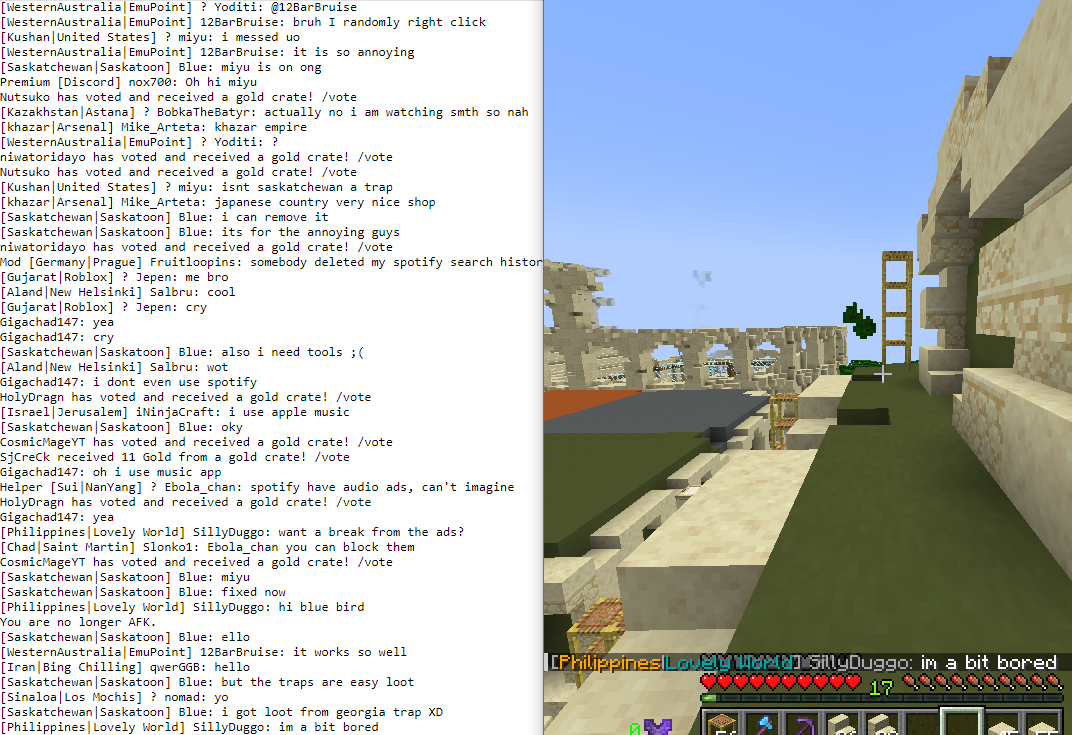 [WesternAustralia|EmuPoint] ? Yoditi: @12BarBruise
[WesternAustralia|EmuPoint] 12BarBruise: bruh I randomly right click
[Kushan|United States] ? miyu: i messed uo
[WesternAustralia|EmuPoint] 12BarBruise: it is so annoying
[Saskatchewan|Saskatoon] Blue: miyu is on ong
Premium [Discord] nox700: Oh hi miyu
Nutsuko has voted and received a gold crate! /vote
[Kazakhstan|Astana] ? BobkaTheBatyr: actually no i am watching smth so nah
[khazar|Arsenal] Mike_Arteta: khazar empire
[WesternAustralia|EmuPoint] ? Yoditi: ?
niwatoridayo has voted and received a gold crate! /vote
Nutsuko has voted and received a gold crate! /vote
[Kushan|United States] ? miyu: isnt saskatchewan a trap
[khazar|Arsenal] Mike_Arteta: japanese country very nice shop
[Saskatchewan|Saskatoon] Blue: i can remove it
[Saskatchewan|Saskatoon] Blue: its for the annoying guys
niwatoridayo has voted and received a gold crate! /vote
Mod [Germany|Prague] Fruitloopins: somebody deleted my spotify search histor
[Gujarat|Roblox] ? Jepen: me bro
[Aland|New Helsinki] Salbru: cool
[Gujarat|Roblox] ? Jepen: cry
Gigachad147: yea
Gigachad147: cry
[Saskatchewan|Saskatoon] Blue: also i need tools ;(
[Aland|New Helsinki] Salbru: wot
Gigachad147: i dont even use spotify
HolyDragn has voted and received a gold crate! /vote
[Israel|Jerusalem] iNinjaCraft: i use apple music
[Saskatchewan|Saskatoon] Blue: oky
CosmicMageYT has voted and received a gold crate! /vote
SjCreCk received 11 Gold from a gold crate! /vote
Gigachad147: oh i use music app
Helper [Sui|NanYang] ? Ebola_chan: spotify have audio ads, can't imagine
HolyDragn has voted and received a gold crate! /vote
Gigachad147: yea
[Philippines|Lovely World] SillyDuggo: want a break from the ads?
[Chad|Saint Martin] Slonko1: Ebola_chan you can block them
CosmicMageYT has voted and received a gold crate! /vote
[Saskatchewan|Saskatoon] Blue: miyu
[Saskatchewan|Saskatoon] Blue: fixed now
[Philippines|Lovely World] SillyDuggo: hi blue bird
You are no longer AFK.
[Saskatchewan|Saskatoon] Blue: ello
[WesternAustralia|EmuPoint] 12BarBruise: it works so well
[Iran|Bing Chilling] qwerGGB: hello
[Saskatchewan|Saskatoon] Blue: but the traps are easy loot
[Sinaloa|Los Mochis] ? nomad: yo
[Saskatchewan|Saskatoon] Blue: i got loot from georgia trap XD
[Philippines|Lovely World] SillyDuggo: im a bit bored
[Philippines|Lovely World] SillyDuggo: im a bit bored
17
0